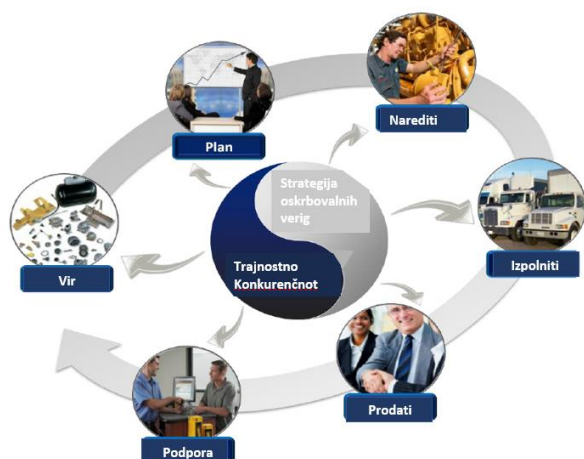 Plan
Narediti
Strategija
oskrbovalnih
verig
Vir
Izpolniti
Trajnostno
Konkurenčnot
Prodati
Podpora